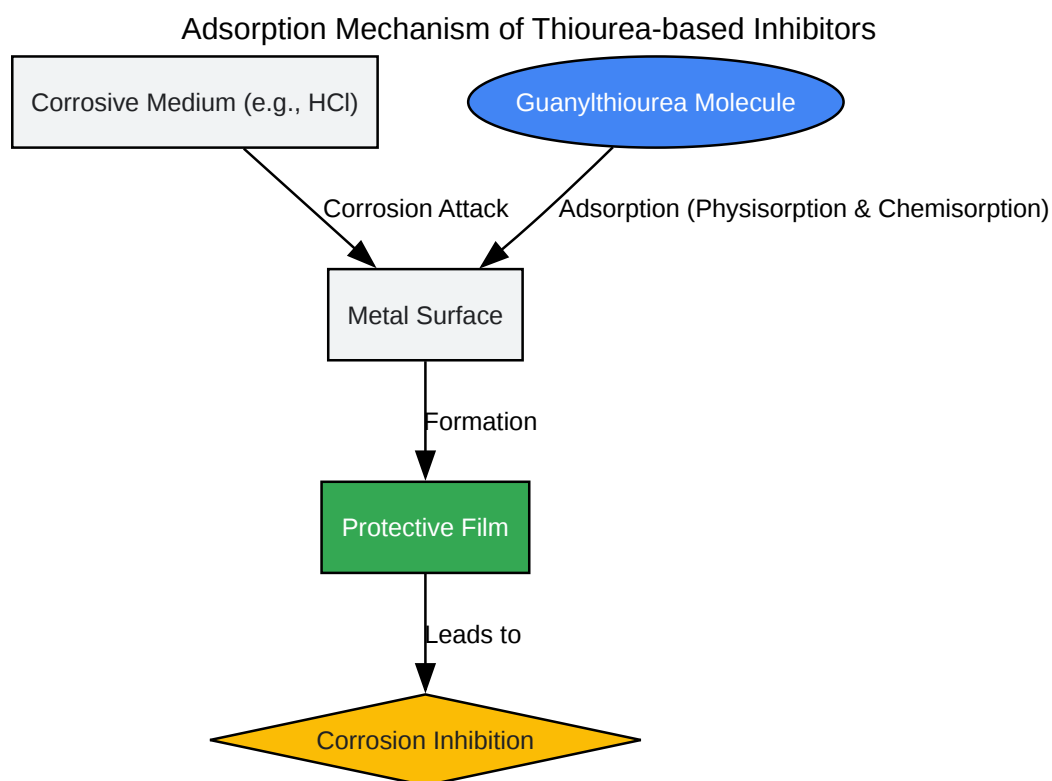 Adsorption Mechanism of Thiourea-based Inhibitors
Corrosive Medium (e.g., HCl)
Guanylthiourea Molecule
Corrosion Attack
Adsorption (Physisorption & Chemisorption)
Metal Surface
Formation
Protective Film
Leads to
Corrosion Inhibition